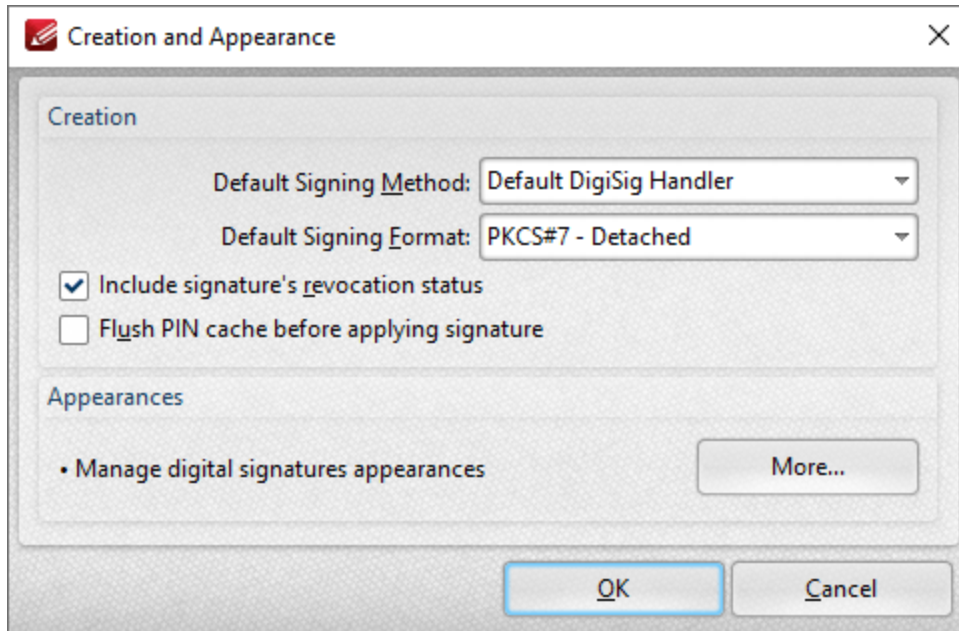 Creation and Appearance
Creation
Default Signing Method: Default DigiSig Handler
Default Signing Format: PKCS#7 - Detached
Include signature's revocation status
Flush PIN cache before applying signature
Appearances
• Manage digital signatures appearances More...
OK Cancel